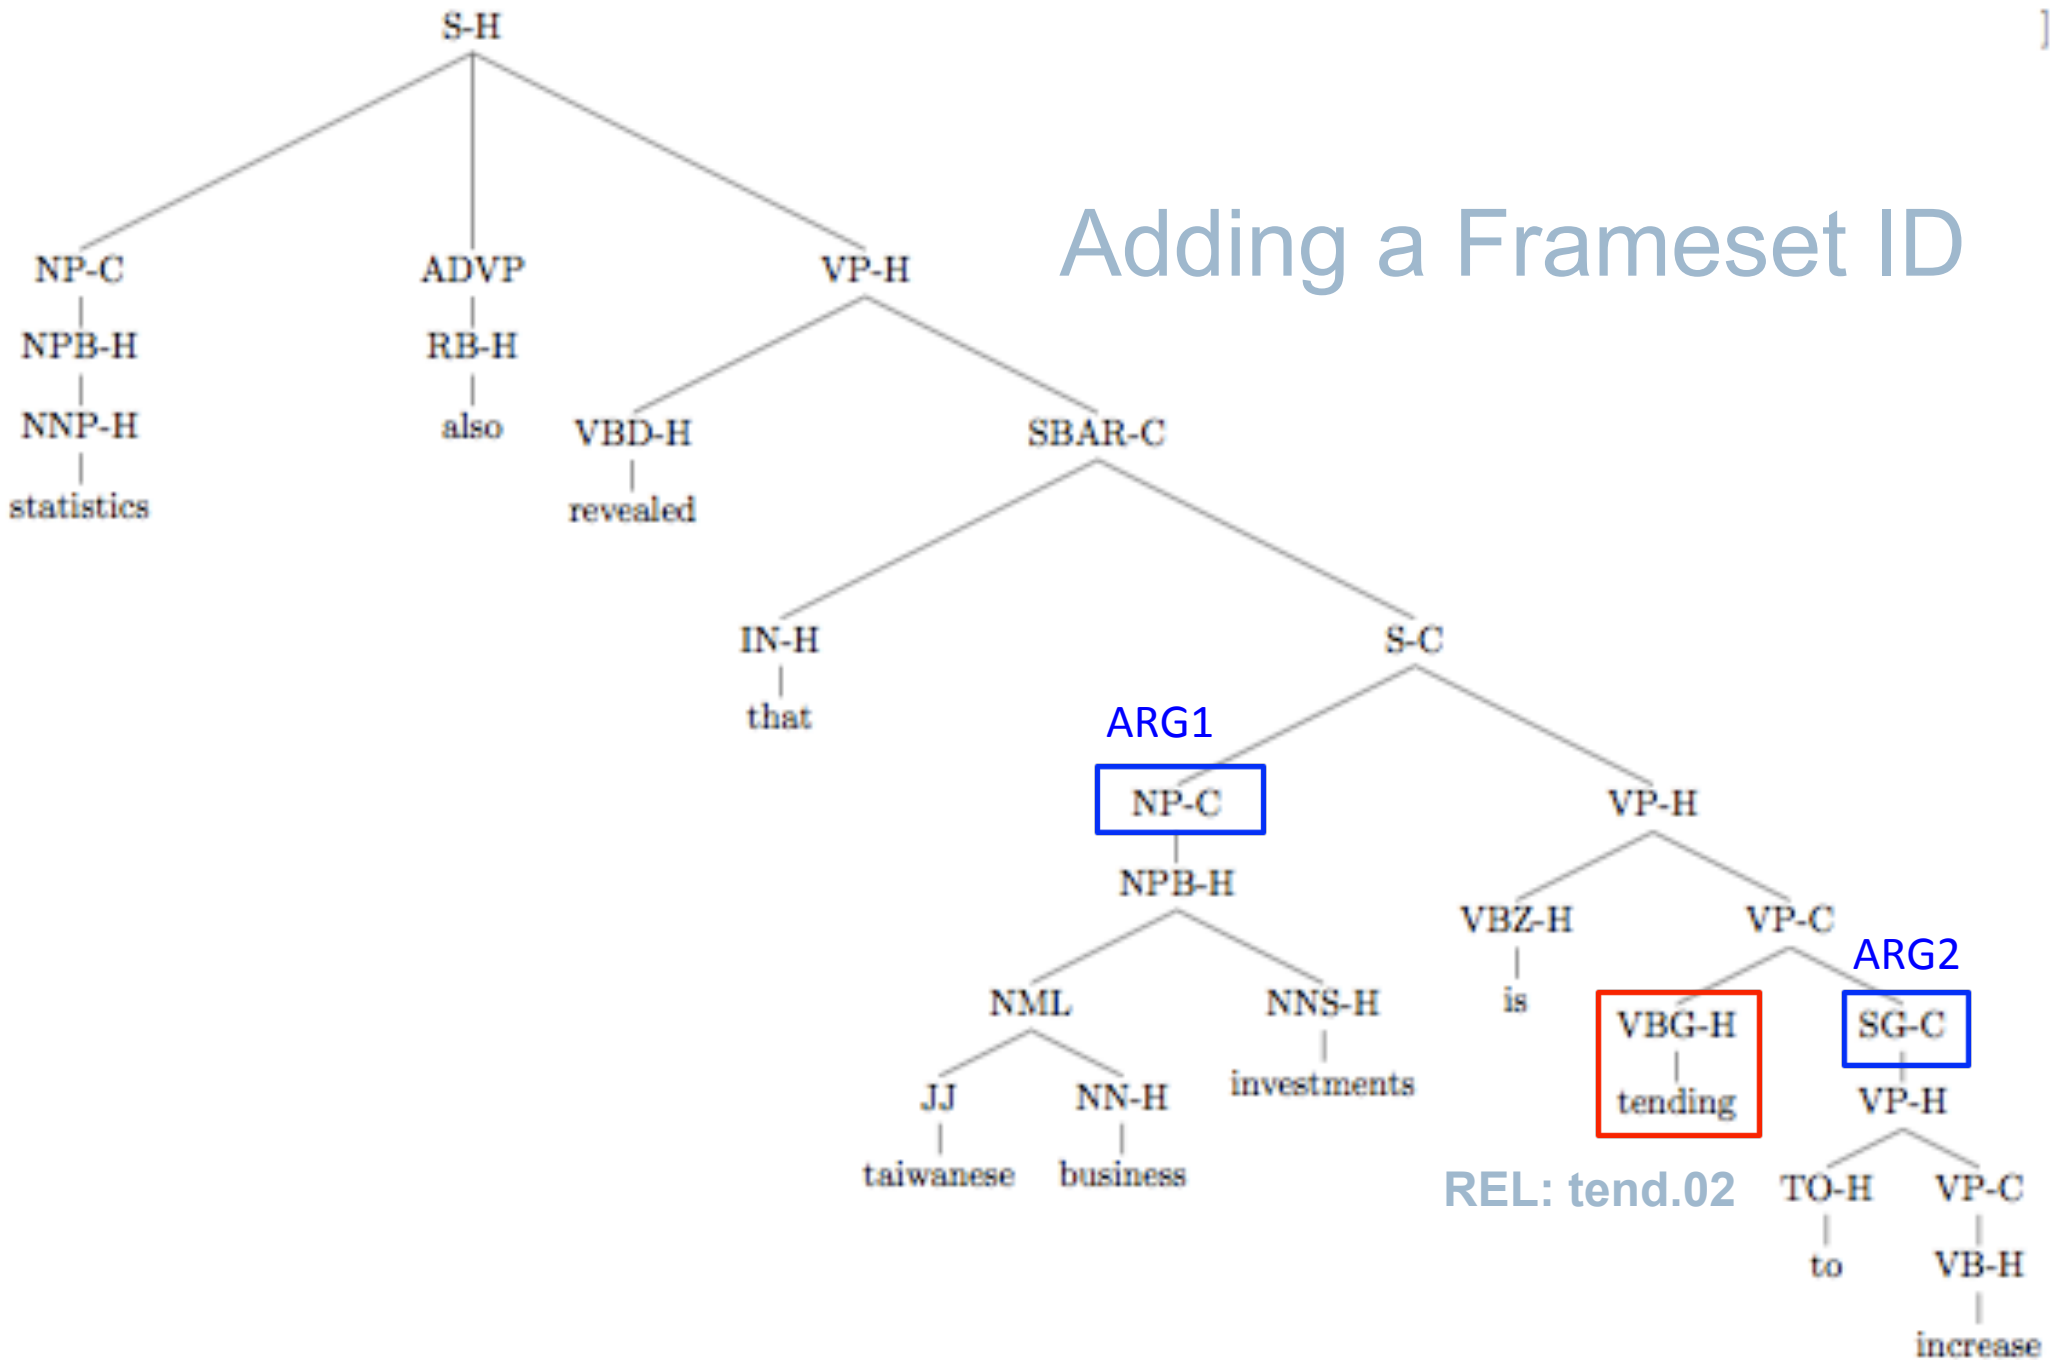 S-H ]
Adding a Frameset ID
NP-C ADVP VP-H
NPB-H RB-H
NNP-H also VBD-H SBAR-C
statistics revealed
IN-H S-C
that
ARG1
NP-C VP-H
NPB-H
VBZ-H VP-C
ARG2
NML NNS-H is
VBG-H SG-C
investments
JJ NN-H tending VP-H
taiwanese business
REL: tend.02 TO-H VP-C
to VB-H
increase